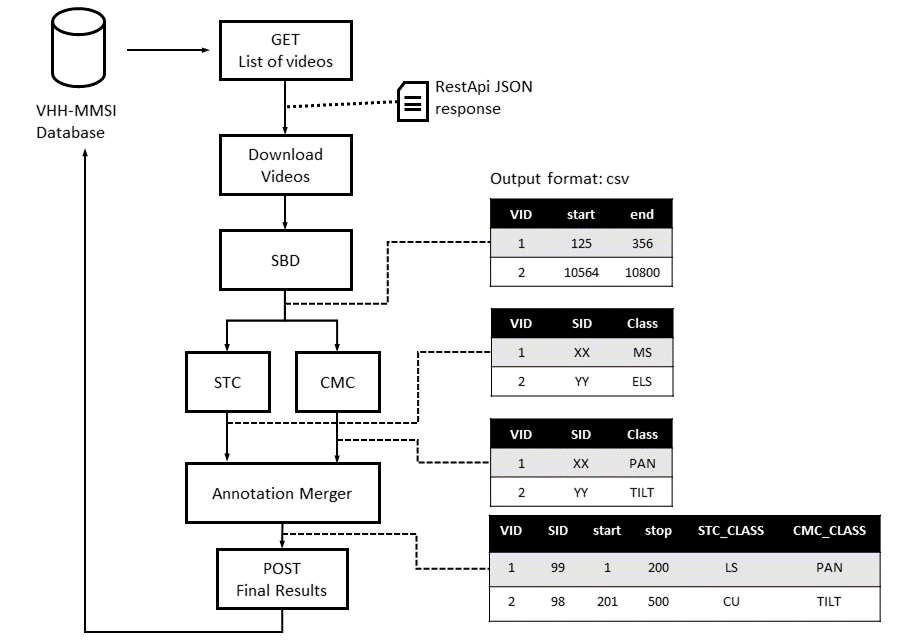 GET
List of videos
VHH-MMSI
Database
RestApi JSON
response
Download
Videos
SBD
STC
CMC
Annotation Merger
POST
Final Results
Output format: csv
VID start end
1 125 356
2 10564 10800
VID SID Class
1 XX MS
2 YY ELS
VID SID Class
1 XX PAN
2 YY TILT
VID SID start stop STC_CLASS CMC_CLASS
1 99 1 200 LS PAN
2 98 201 500 CU TILT